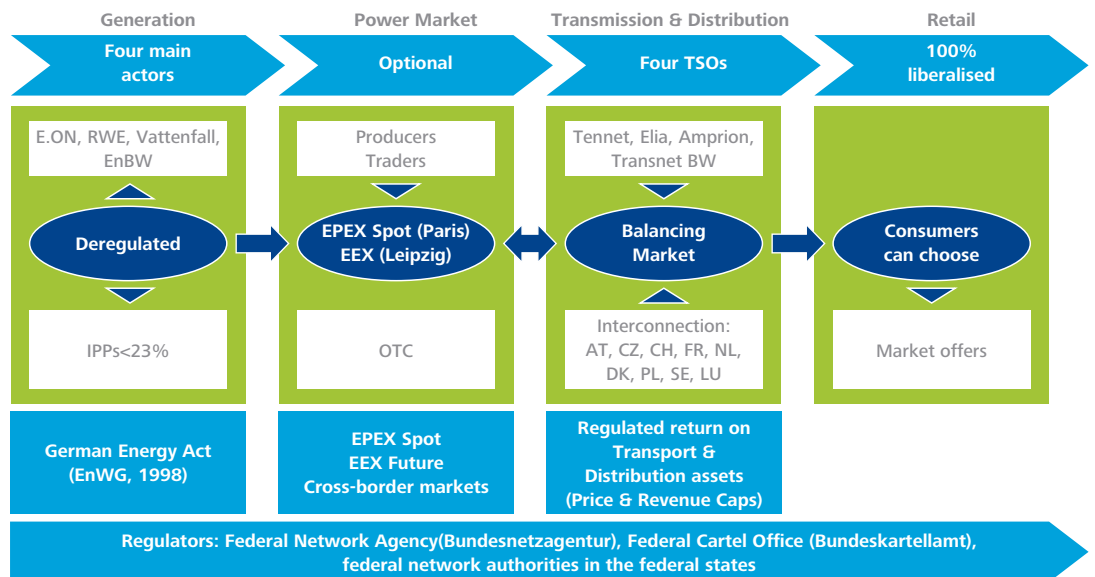 Generation
Power Market
Transmission & Distribution
Retail
Four main
actors
Optional
Four TSOs
100%
liberalised
E.ON, RWE, Vattenfall,
EnBW
Deregulated
IPPs<23%
German Energy Act
(EnWG, 1998)
Producers
Traders
EPEX Spot (Paris)
EEX (Leipzig)
OTC
EPEX Spot
EEX Future
Cross-border markets
Tennet, Elia, Amprion,
Transnet BW
Balancing
Market
Interconnection:
AT, CZ, CH, FR, NL,
DK, PL, SE, LU
Regulated return on
Transport &
Distribution assets
(Price & Revenue Caps)
Consumers
can choose
Market offers
Regulators: Federal Network Agency(Bundesnetzagentur), Federal Cartel Office (Bundeskartellamt),
federal network authorities in the federal states